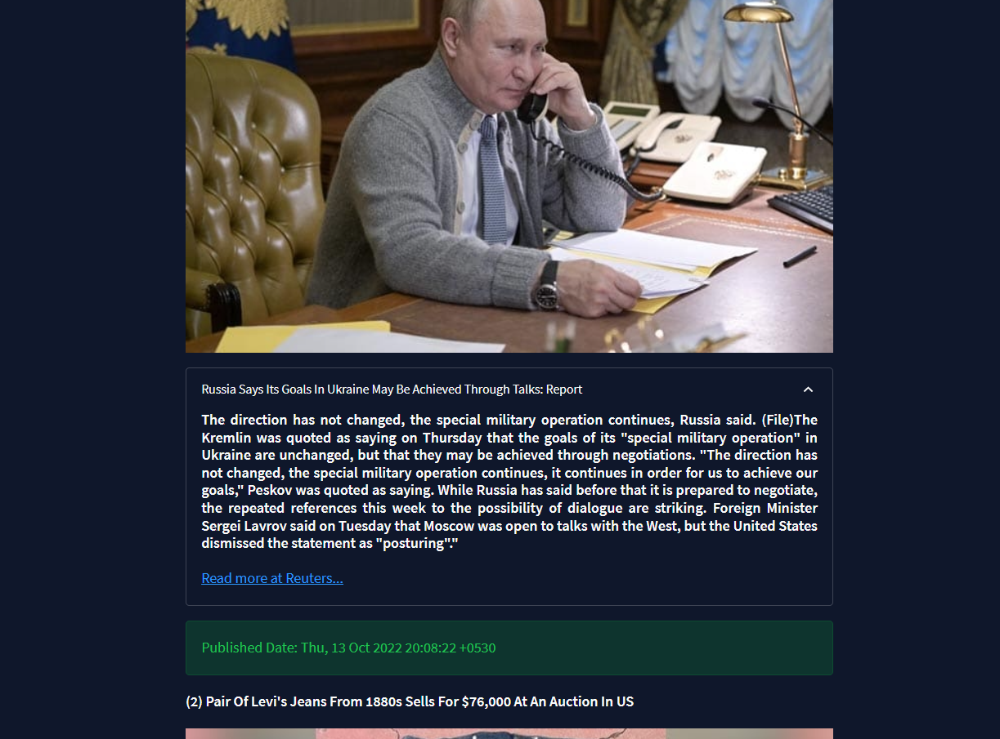 Russia Says Its Goals In Ukraine May Be Achieved Through Talks: Report
The direction has not changed, the special military operation continues, Russia said. (File)The
Kremlin was quoted as saying on Thursday that the goals of its "special military operation" in
Ukraine are unchanged, but that they may be achieved through negotiations. "The direction has
not changed, the special military operation continues, it continues in order for us to achieve our
goals," Peskov was quoted as saying. While Russia has said before that it is prepared to negotiate,
the repeated references this week to the possibility of dialogue are striking. Foreign Minister
Sergei Lavrov said on Tuesday that Moscow was open to talks with the West, but the United States
dismissed the statement as "posturing"."
Read more at Reuters...
Published Date: Thu, 13 Oct 2022 20:08:22 +0530
(2) Pair Of Levi's Jeans From 1880s Sells For $76,000 At An Auction In US